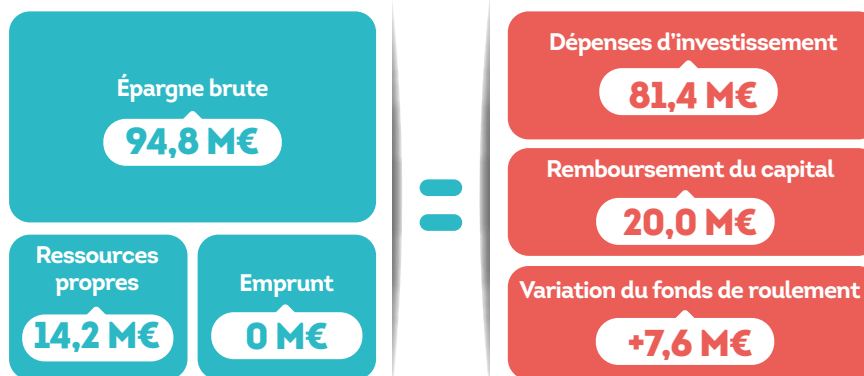 Épargne brute
94,8 M€
Ressources
propres
14,2 M€
Emprunt
0 M€
=
Dépenses d'investissement
81,4 M€
Remboursement du capital
20,0 M€
Variation du fonds de roulement
+7,6 M€